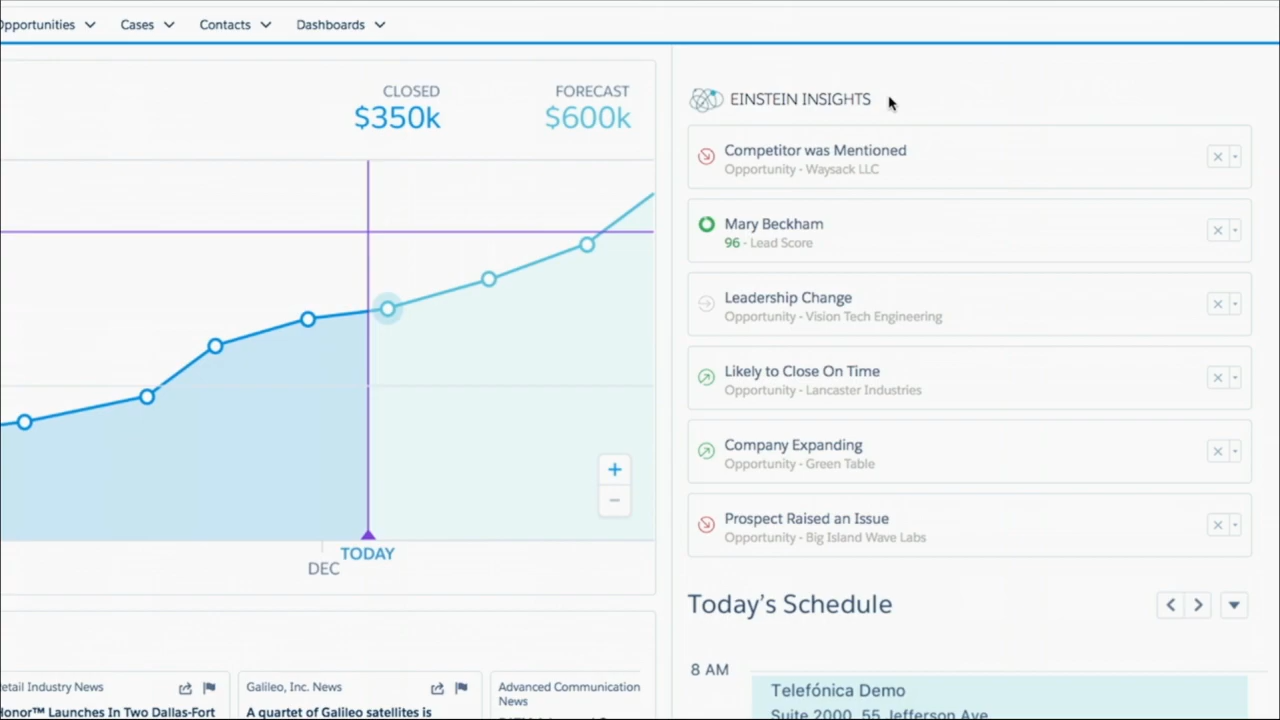 Opportunities
Cases
Contacts
Dashboards
CLOSED
$350k
FORECAST
$600k
TODAY
DEC
EINSTEIN INSIGHTS
Competitor was Mentioned
Opportunity - Waysack LLC
Mary Beckham
96 - Lead Score
Leadership Change
Opportunity - Vision Tech Engineering
Likely to Close On Time
Opportunity - Lancaster Industries
Company Expanding
Opportunity - Green Table
Prospect Raised an Issue
Opportunity - Big Island Wave Labs
Today's Schedule
8 AM
Telefónica Demo
Suite 2000, 55 Jefferson Ave
etail Industry News
Honor™ Launches In Two Dallas-Fort
Galileo, Inc. News
A quartet of Galileo satellites is
Advanced Communication
News